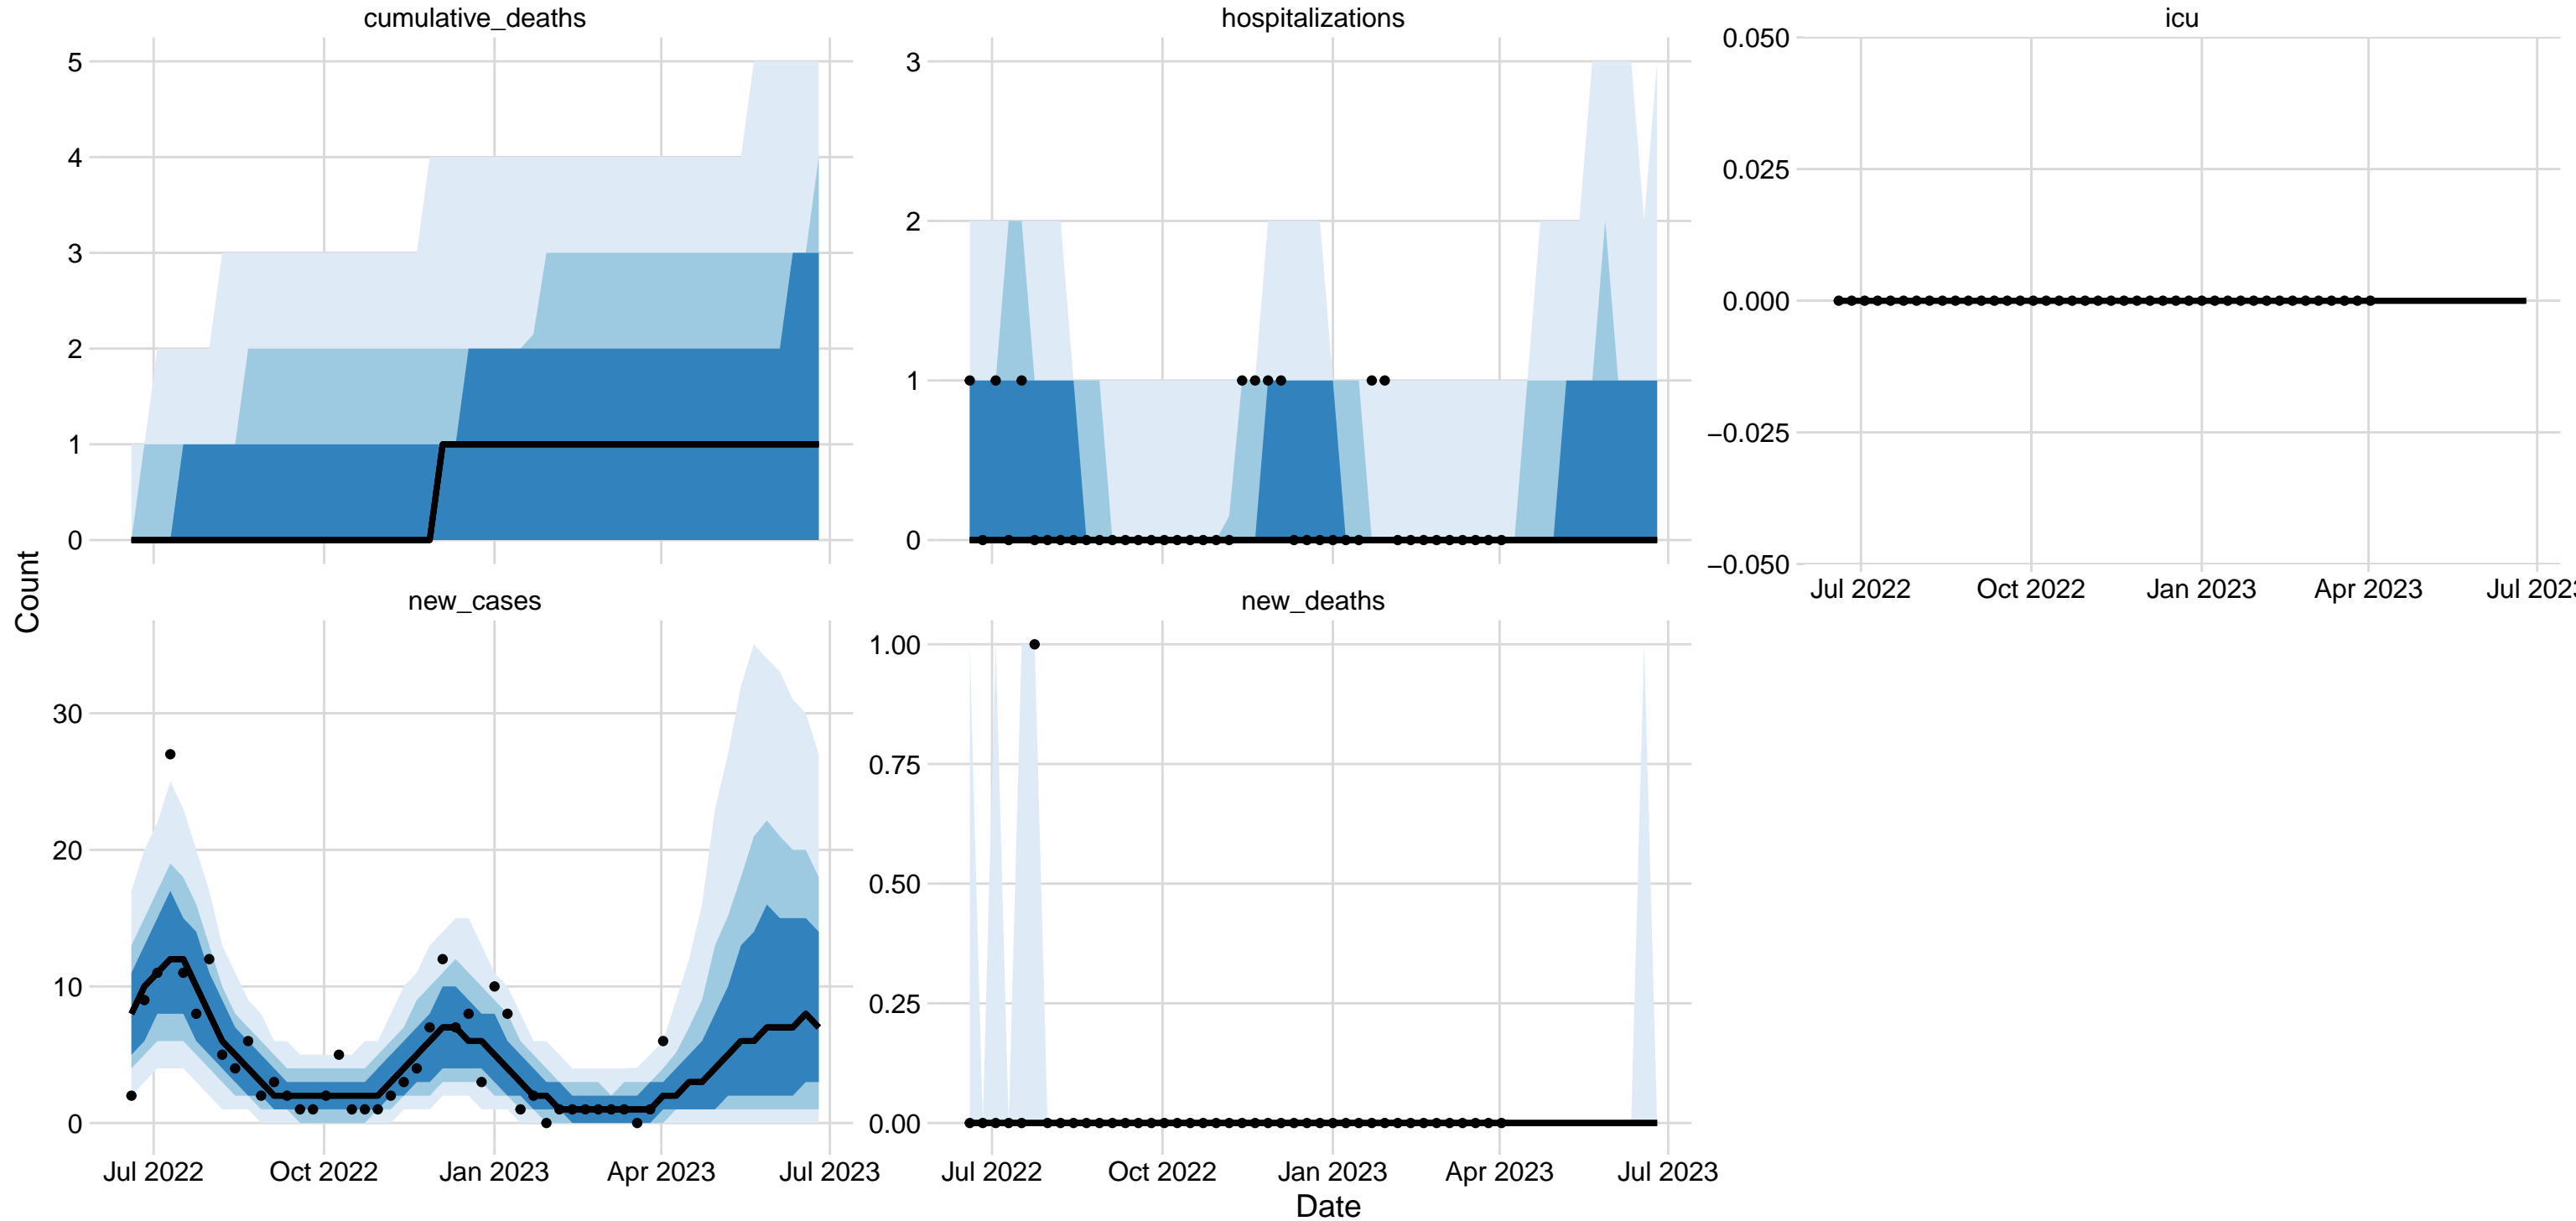 cumulative_deaths
5
4
3
2
1
0
hospitalizations
3
2
1
0
icu
0.050
0.025
0.000
−0.025
−0.050
Jul 2022 Oct 2022 Jan 2023 Apr 2023 Jul 202
Count
new_cases
30
20
10
0
Jul 2022 Oct 2022 Jan 2023 Apr 2023 Jul 2023
new_deaths
1.00
0.75
0.50
0.25
0.00
Jul 2022 Oct 2022 Jan 2023 Apr 2023 Jul 2023
Date